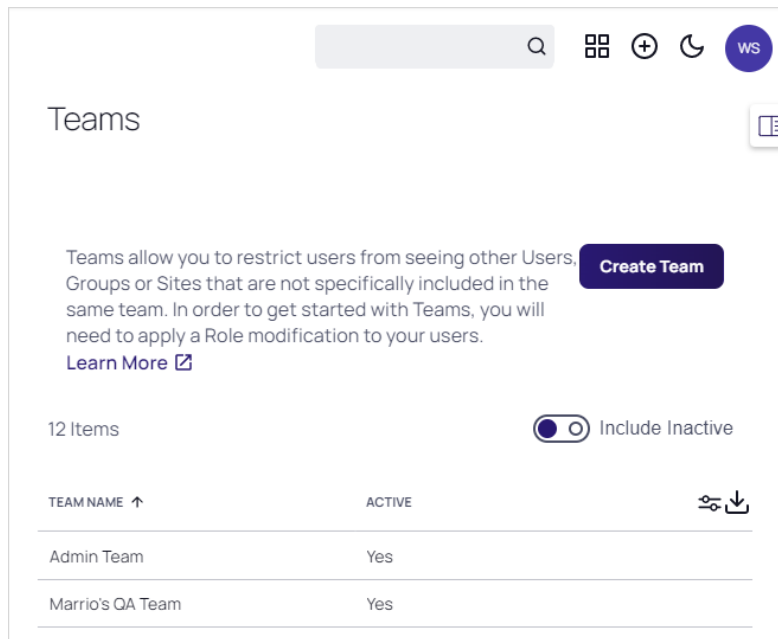 WS
Teams
Teams allow you to restrict users from seeing other Users,
Groups or Sites that are not specifically included in the
same team. In order to get started with Teams, you will
need to apply a Role modification to your users.
Learn More
Create Team
12 Items
Include Inactive
TEAM NAME ACTIVE
Admin Team Yes
Marrio's QA Team Yes